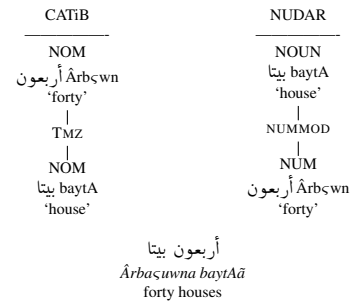 CATiB NUDAR
NOM NOUN
أربعون Ârbςwn بيتا baytA
'forty' 'house'
TMZ NUMMOD
NOM NUM
بيتا baytA أربعون Ârbςwn
'house' 'forty'
أربعون بيتا
Ârbaςuwna baytAã
forty houses